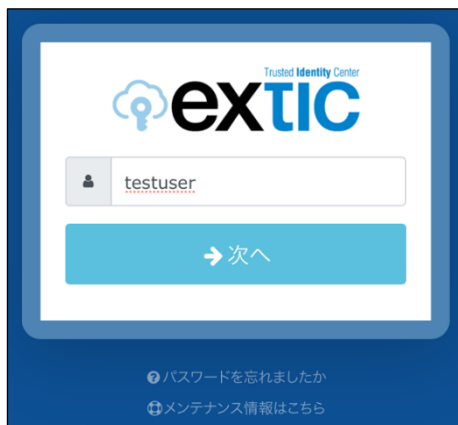 Trusted Identity Center
extic
testuser
次へ
パスワードを忘れましたか
メンテナンス情報はこちら